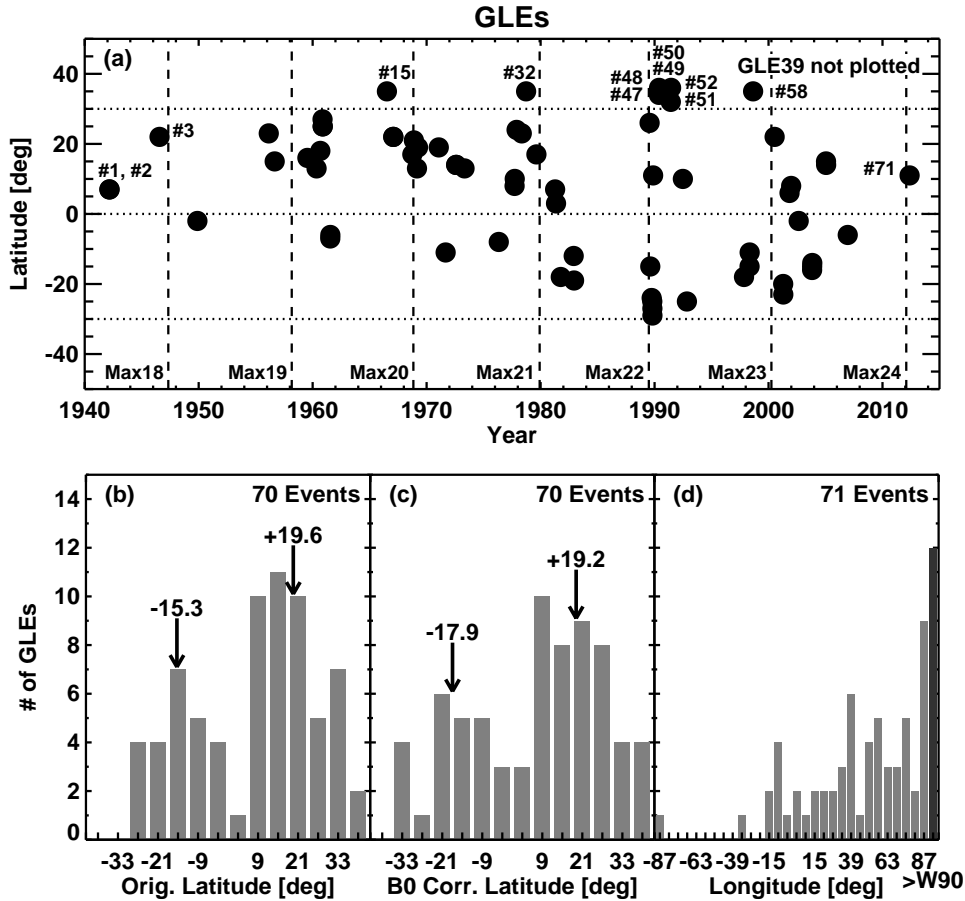 GLEs
(a)
#50
#15
#32
#48
#49
#52
GLE39 not plotted
#47
#51
#58
#3
#1, #2
#71
40
20
0
-20
-40
Latitude [deg]
Max18
Max19
Max20
Max21
Max22
Max23
Max24
1940
1950
1960
1970
1980
1990
2000
2010
Year
(b)
70 Events
(c)
70 Events
(d)
71 Events
14
12
10
8
6
4
2
0
# of GLEs
-15.3
+19.6
-17.9
+19.2
-33 -21 -9 9 21 33
Orig. Latitude [deg]
-33 -21 -9 9 21 33
B0 Corr. Latitude [deg]
-87 -63 -39 -15 15 39 63 87
Longitude [deg]
>W90